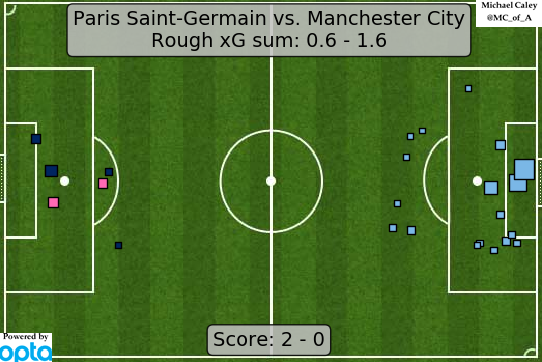 Michael Caley
@MC_of_A
Paris Saint-Germain vs. Manchester City
Rough xG sum: 0.6 - 1.6
Score: 2 - 0
Powered by
opta